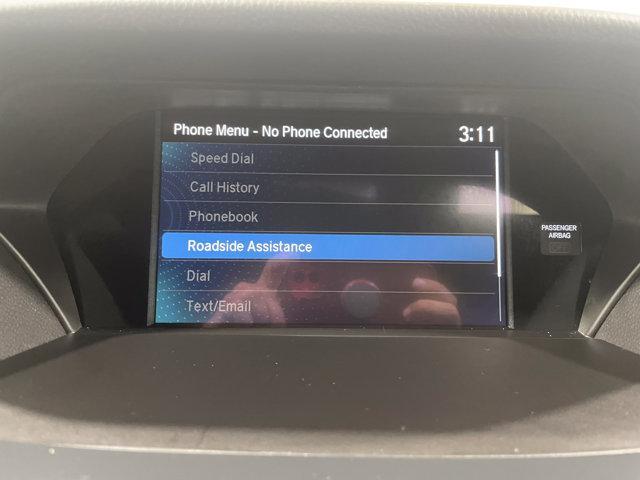 Phone Menu - No Phone Connected 3:11
Speed Dial
Call History
Phonebook
Roadside Assistance
Dial
Text/Email
PASSENGER
AIRBAG